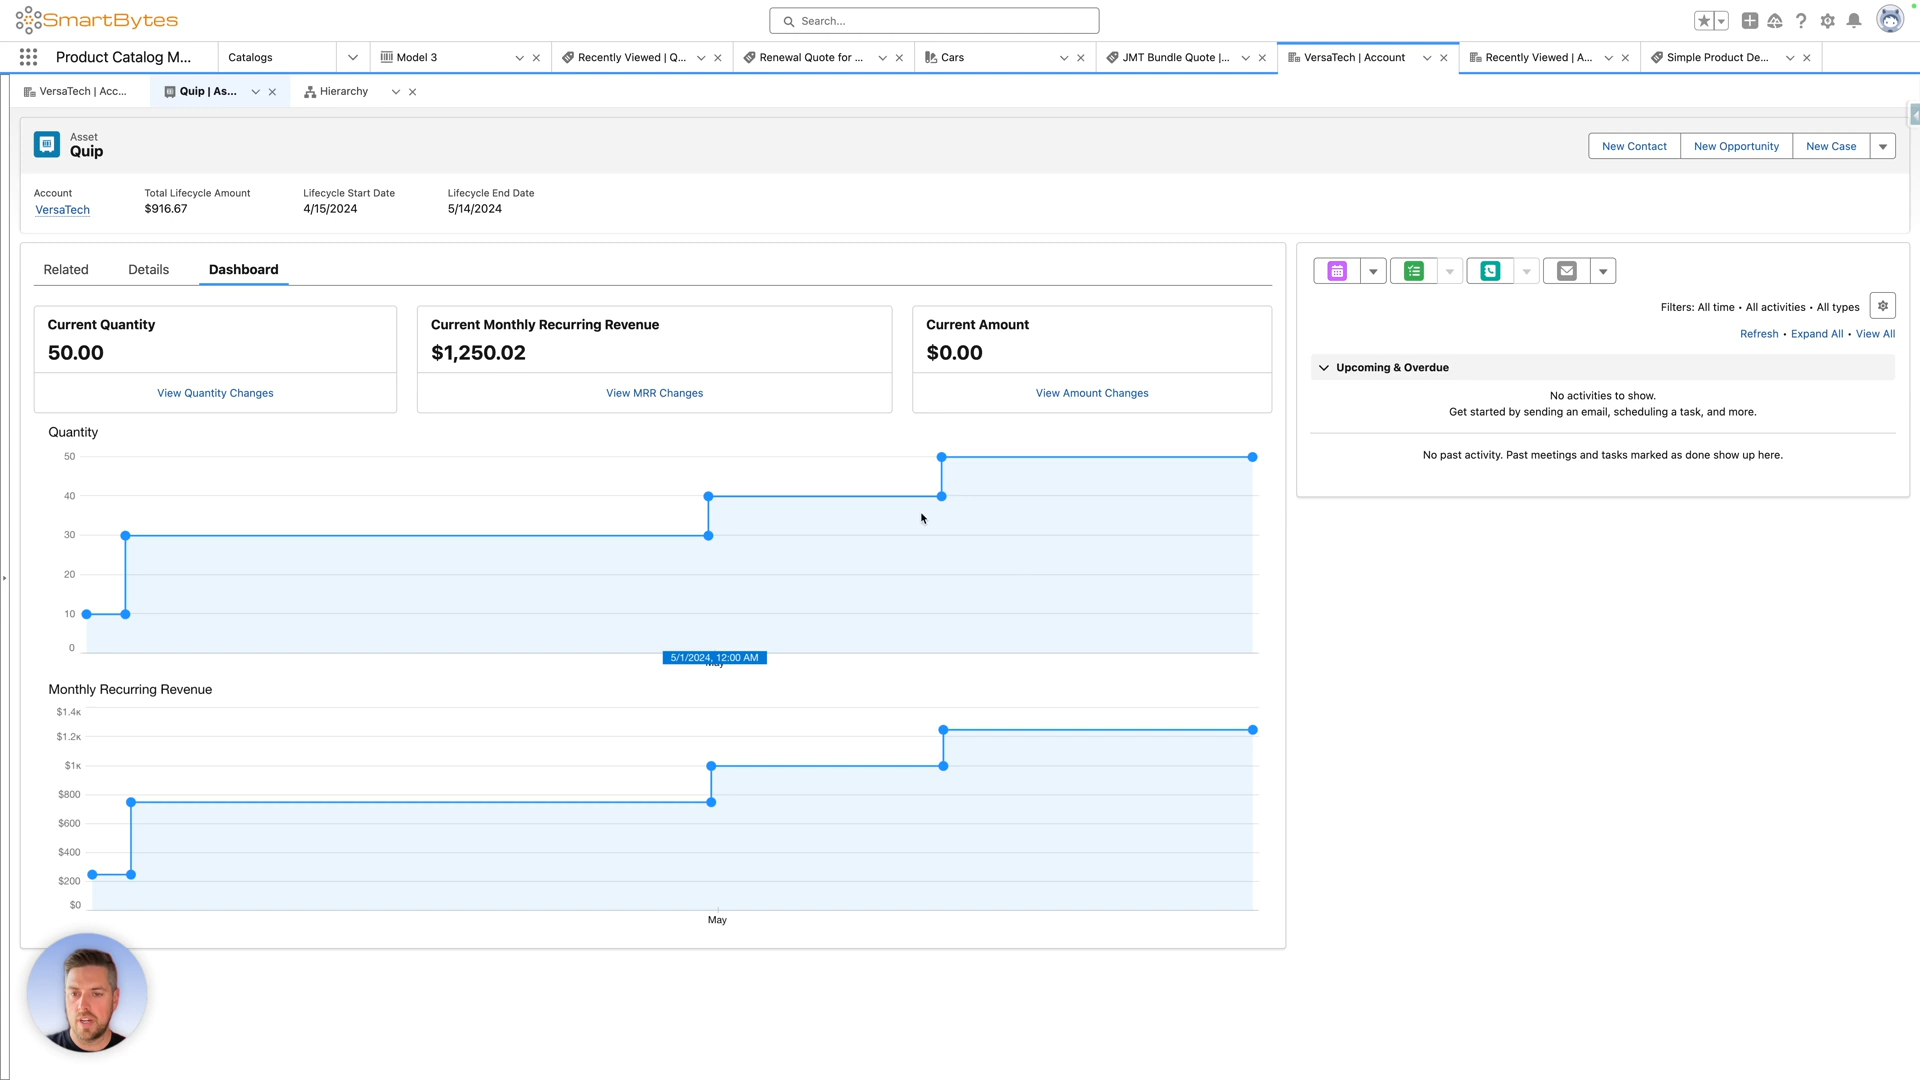 SmartBytes
Search...
Product Catalog M...
Catalogs
Model 3
Recently Viewed | Q...
Renewal Quote for ...
Cars
JMT Bundle Quote |...
VersaTech | Account
Recently Viewed | A...
Simple Product De...
VersaTech | Acc...
Quip | As...
Hierarchy
Asset
Quip
New Contact
New Opportunity
New Case
Account
Total Lifecycle Amount
Lifecycle Start Date
Lifecycle End Date
VersaTech
$916.67
4/15/2024
5/14/2024
Related
Details
Dashboard
Current Quantity
50.00
View Quantity Changes
Current Monthly Recurring Revenue
$1,250.02
View MRR Changes
Current Amount
$0.00
View Amount Changes
Quantity
50
40
30
20
10
0
5/1/2024, 12:00 AM
May
Monthly Recurring Revenue
$1.4K
$1.2K
$1K
$800
$600
$400
$200
$0
May
Filters: All time • All activities • All types
Refresh • Expand All • View All
Upcoming & Overdue
No activities to show.
Get started by sending an email, scheduling a task, and more.
No past activity. Past meetings and tasks marked as done show up here.